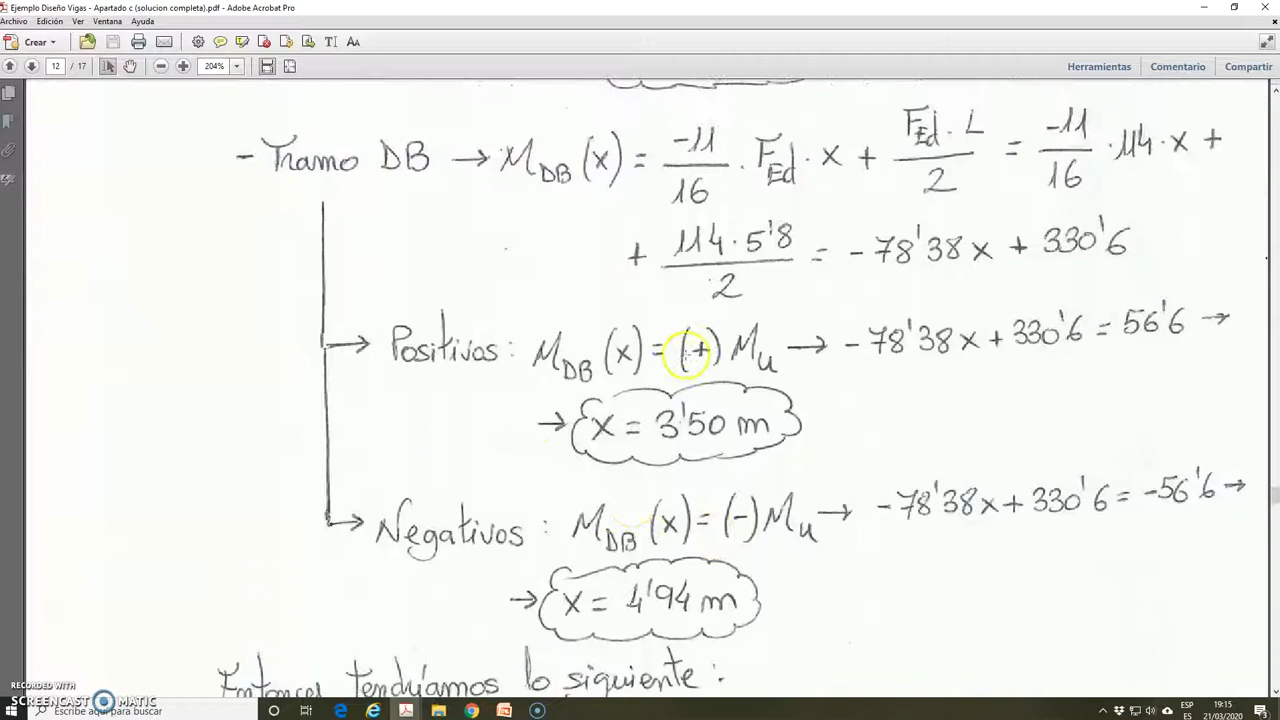 Ejemplo Diseño Vigas - Apartado c (solucion completa).pdf - Adobe Acrobat Pro
Archivo Edición Ver Ventana Ayuda
Crear
12 / 17 204% Herramientas Comentario Compartir
- Tramo DB → M_DB (x) = -11/16 · F_Ed · x + F_Ed · L/2 = -11/16 · 114 · x +
+ 114 · 5'8/2 = - 78'38x + 330'6
→ Positivos : M_DB (x) = (+) M_u → - 78'38x + 330'6 = 56'6 →
→ x = 3'50 m
→ Negativos : M_DB (x) = (-) M_u → - 78'38x + 330'6 = -56'6 →
→ x = 4'94 m
Entonces tendríamos lo siguiente :
RECORDED WITH
SCREENCAST MATIC
Escribe aquí para buscar
ESP 19:15
21/03/2020